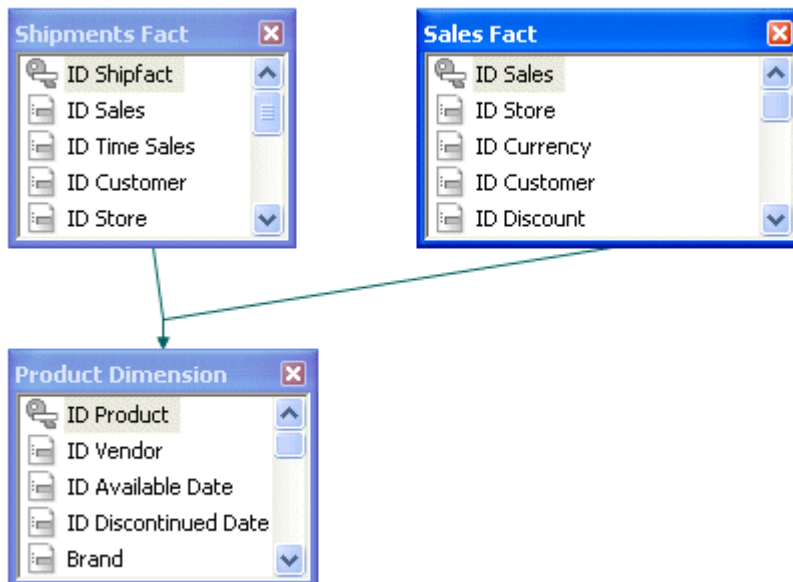 Shipments Fact
ID Shipfact
ID Sales
ID Time Sales
ID Customer
ID Store
Sales Fact
ID Sales
ID Store
ID Currency
ID Customer
ID Discount
Product Dimension
ID Product
ID Vendor
ID Available Date
ID Discontinued Date
Brand